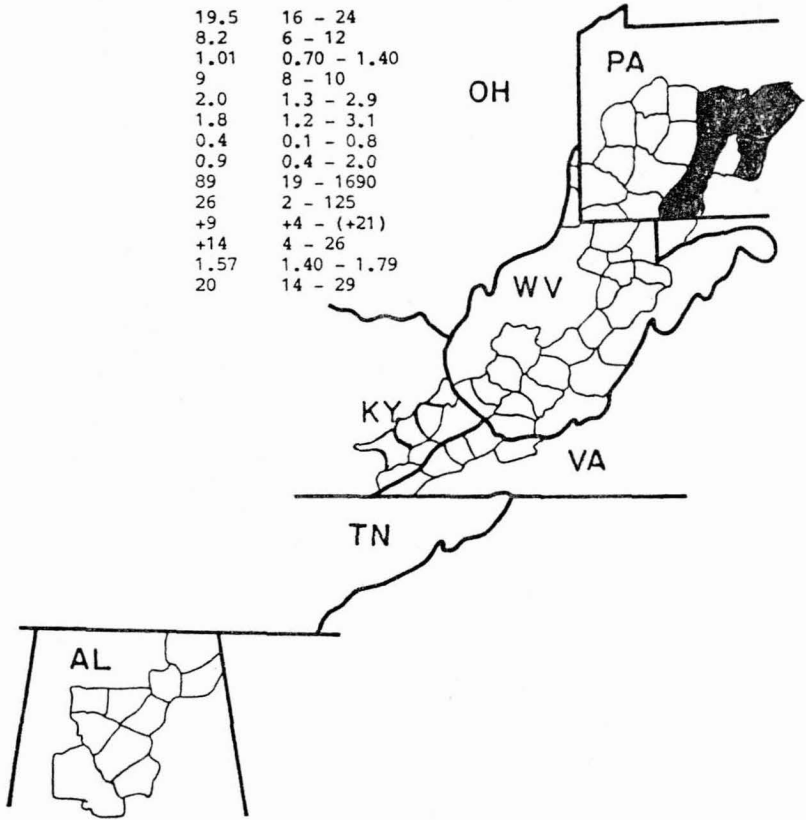 19.5 16 - 24
8.2 6 - 12
1.01 0.70 - 1.40
9 8 - 10
2.0 1.3 - 2.9
1.8 1.2 - 3.1
0.4 0.1 - 0.8
0.9 0.4 - 2.0
89 19 - 1690
26 2 - 125
+9 +4 - (+21)
+14 4 - 26
1.57 1.40 - 1.79
20 14 - 29
OH
PA
WV
KY
VA
TN
AL